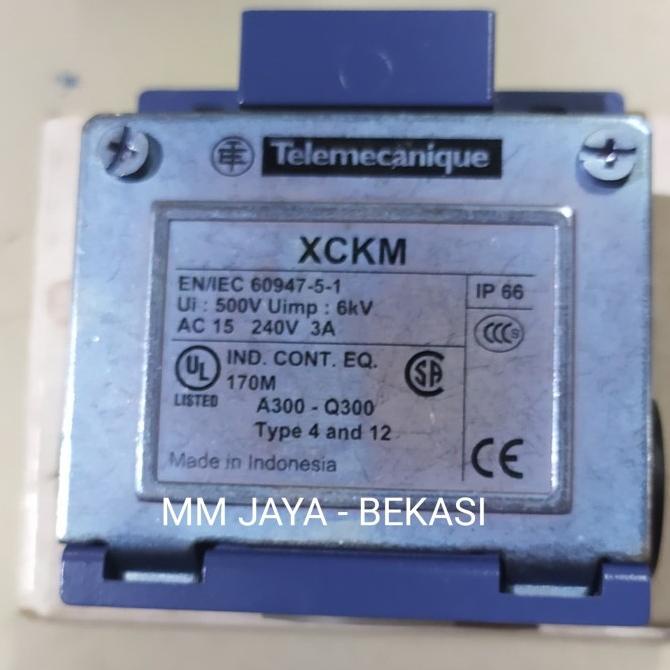 Telemecanique
XCKM
EN/IEC 60947-5-1
Ui : 500V Uimp : 6kV
AC 15 240V 3A
IP 66
CCC S
UL
LISTED
IND. CONT. EQ.
170M
A300 - Q300
Type 4 and 12
SA
Made in Indonesia
CE
MM JAYA - BEKASI